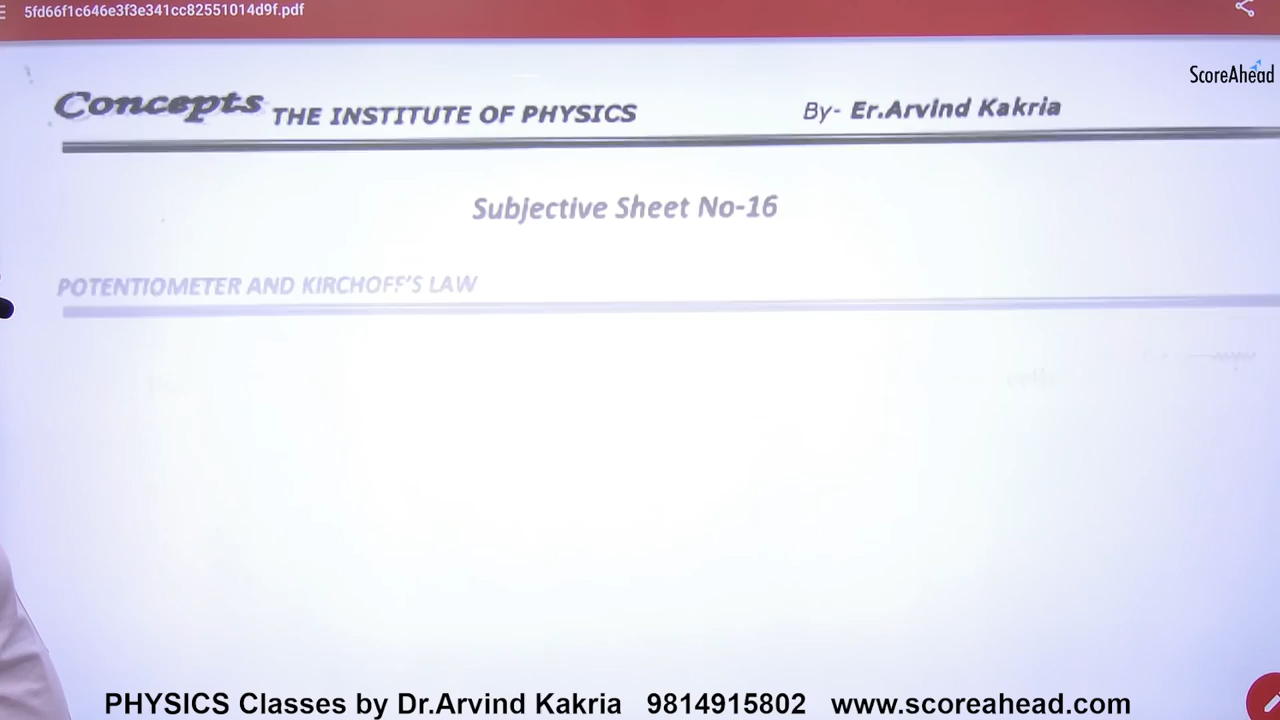 5fd66f1c646e3f3e341cc82551014d9f.pdf
ScoreAhead
Concepts THE INSTITUTE OF PHYSICS By- Er.Arvind Kakria
Subjective Sheet No-16
POTENTIOMETER AND KIRCHOFF'S LAW
PHYSICS Classes by Dr.Arvind Kakria 9814915802 www.scoreahead.com